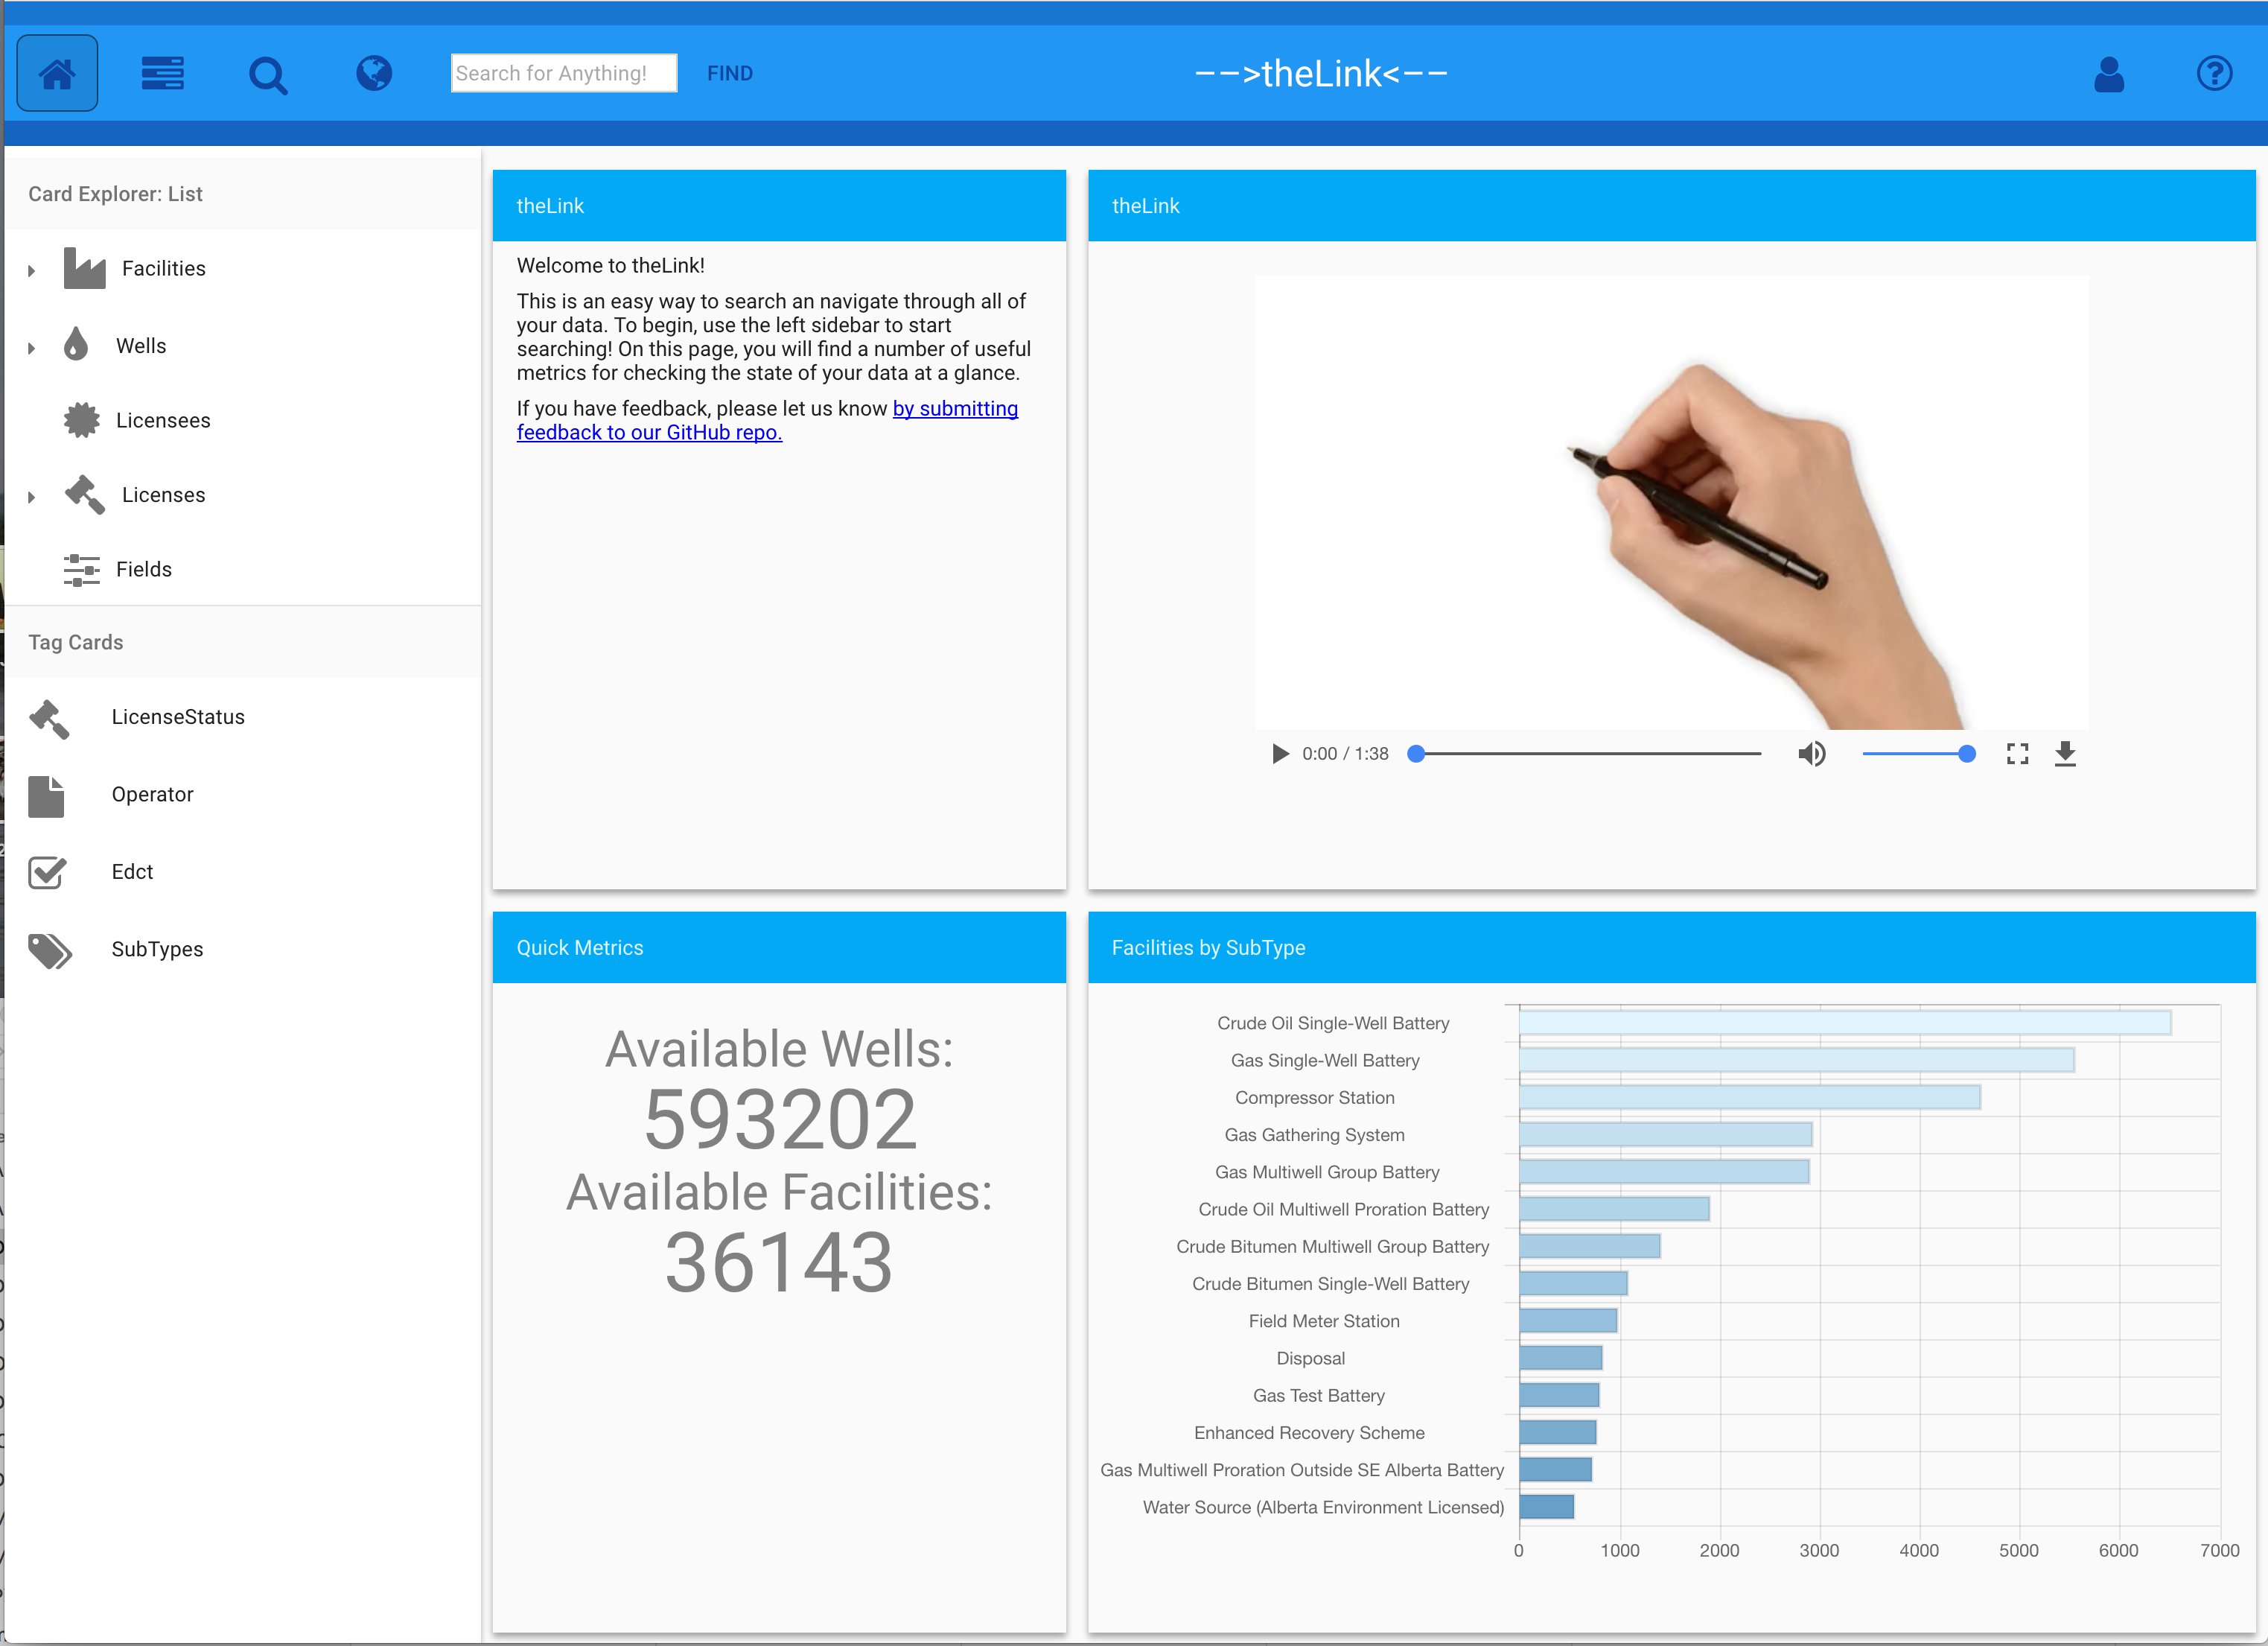 Search for Anything!
FIND
-->theLink<--
Card Explorer: List
Facilities
Wells
Licensees
Licenses
Fields
Tag Cards
LicenseStatus
Operator
Edct
SubTypes
theLink
Welcome to theLink!
This is an easy way to search an navigate through all of
your data. To begin, use the left sidebar to start
searching! On this page, you will find a number of useful
metrics for checking the state of your data at a glance.
If you have feedback, please let us know by submitting
feedback to our GitHub repo.
theLink
0:00 / 1:38
Quick Metrics
Available Wells:
593202
Available Facilities:
36143
Facilities by SubType
Crude Oil Single-Well Battery
Gas Single-Well Battery
Compressor Station
Gas Gathering System
Gas Multiwell Group Battery
Crude Oil Multiwell Proration Battery
Crude Bitumen Multiwell Group Battery
Crude Bitumen Single-Well Battery
Field Meter Station
Disposal
Gas Test Battery
Enhanced Recovery Scheme
Gas Multiwell Proration Outside SE Alberta Battery
Water Source (Alberta Environment Licensed)
0 1000 2000 3000 4000 5000 6000 7000